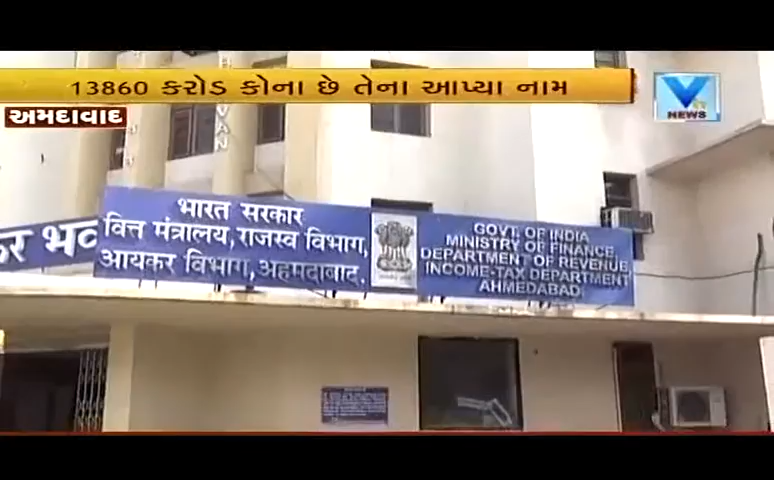 13860 કરોડ કોના છે તેના આપ્યા નામ
V
NEWS
અમદાવાદ
भारत सरकार
वित्त मंत्रालय, राजस्व विभाग,
आयकर विभाग, अहमदाबाद.
GOVT. OF INDIA
MINISTRY OF FINANCE,
DEPARTMENT OF REVENUE
INCOME-TAX DEPARTMENT
AHMEDABAD